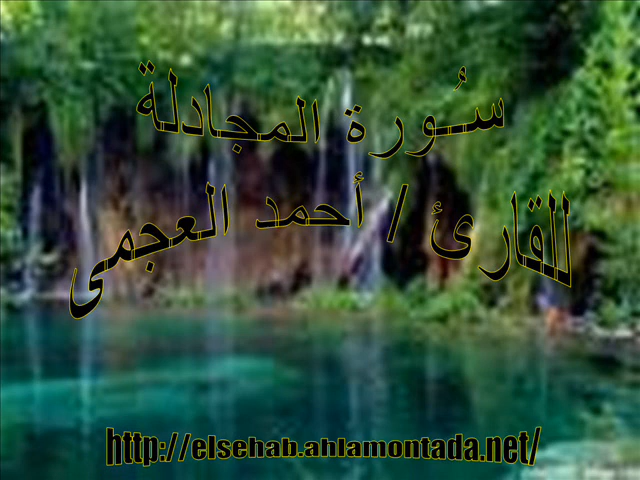 سُورة المجادلة
للقارئ / أحمد العجمى
http://elsehab.ahlamontada.net/